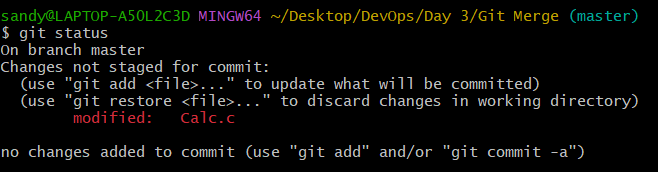 sandy@LAPTOP-A50L2C3D MINGW64 ~/Desktop/DevOps/Day 3/Git Merge (master)
$ git status
On branch master
Changes not staged for commit:
  (use "git add <file>..." to update what will be committed)
  (use "git restore <file>..." to discard changes in working directory)
        modified:   Calc.c

no changes added to commit (use "git add" and/or "git commit -a")